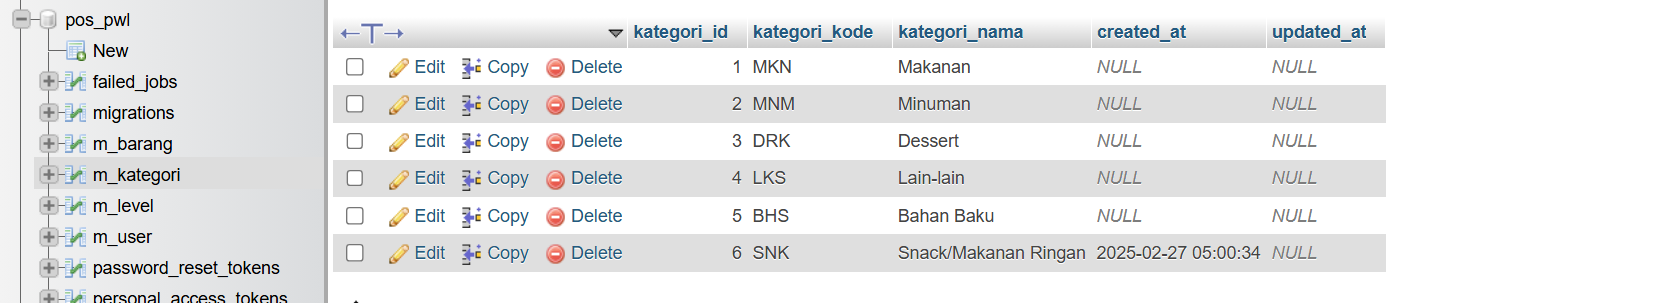 pos_pwl
New
failed_jobs
migrations
m_barang
m_kategori
m_level
m_user
password_reset_tokens
personal_access_tokens
kategori_id kategori_kode kategori_nama created_at updated_at
Edit Copy Delete 1 MKN Makanan NULL NULL
Edit Copy Delete 2 MNM Minuman NULL NULL
Edit Copy Delete 3 DRK Dessert NULL NULL
Edit Copy Delete 4 LKS Lain-lain NULL NULL
Edit Copy Delete 5 BHS Bahan Baku NULL NULL
Edit Copy Delete 6 SNK Snack/Makanan Ringan 2025-02-27 05:00:34 NULL